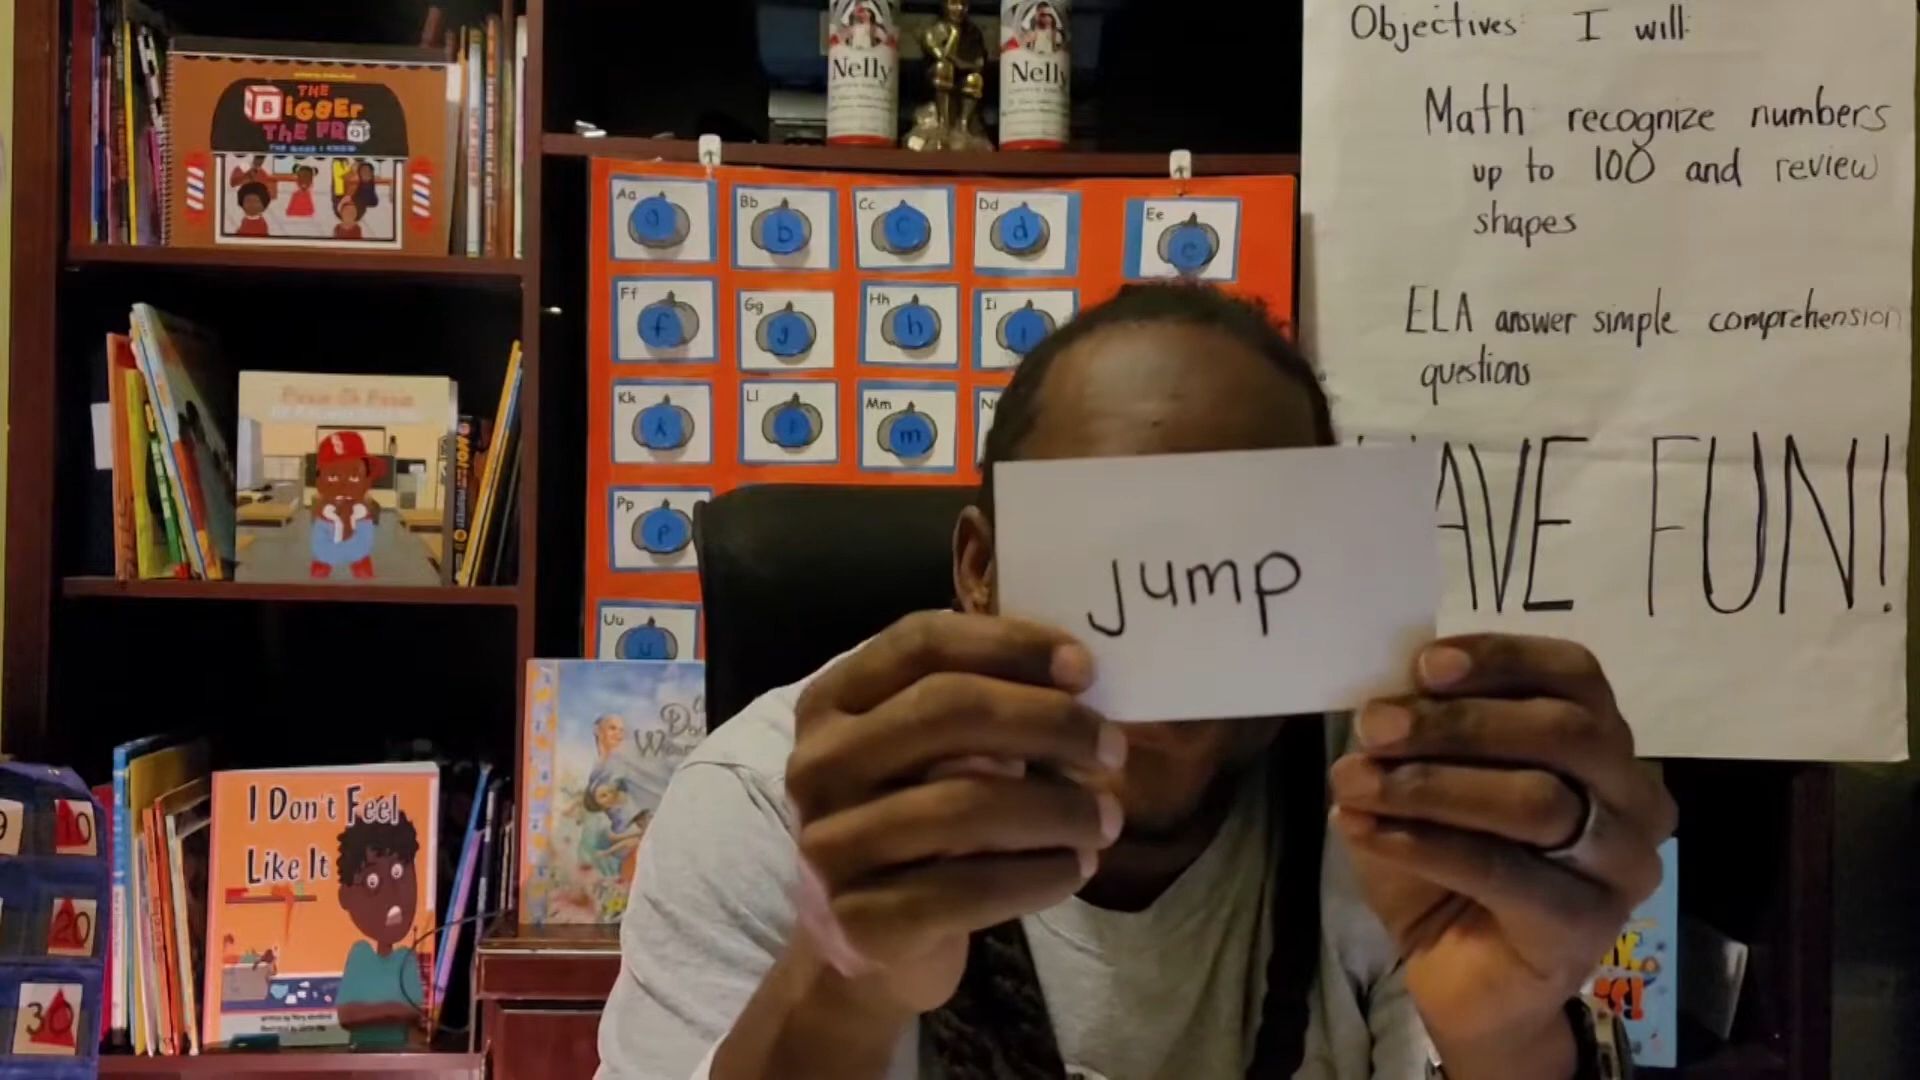 THE
BIGGER
THE FRO
Nelly
Nelly
Objectives I will:
Math recognize numbers
up to 100 and review
shapes
ELA answer simple comprehension
questions
AVE FUN!
Aa
a
Bb
b
Cc
c
Dd
d
Ee
e
Ff
f
Gg
g
Hh
h
Ii
i
Kk
k
Ll
l
Mm
m
Pp
p
Uu
u
jump
I Don't Feel
Like It
9
10
20
30